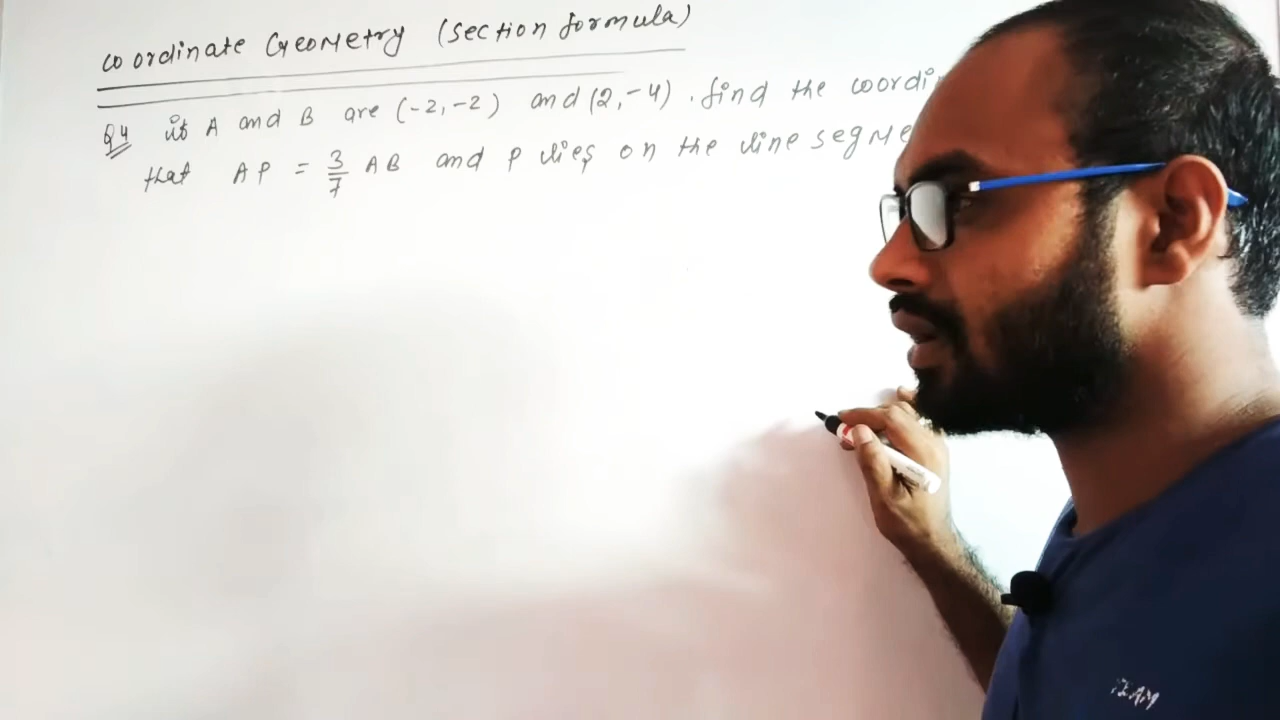 Coordinate Geometry (section formula)
Q4 if A and B are (-2,-2) and (2,-4). find the coordi
that AP = 3/7 AB and P lies on the line segme